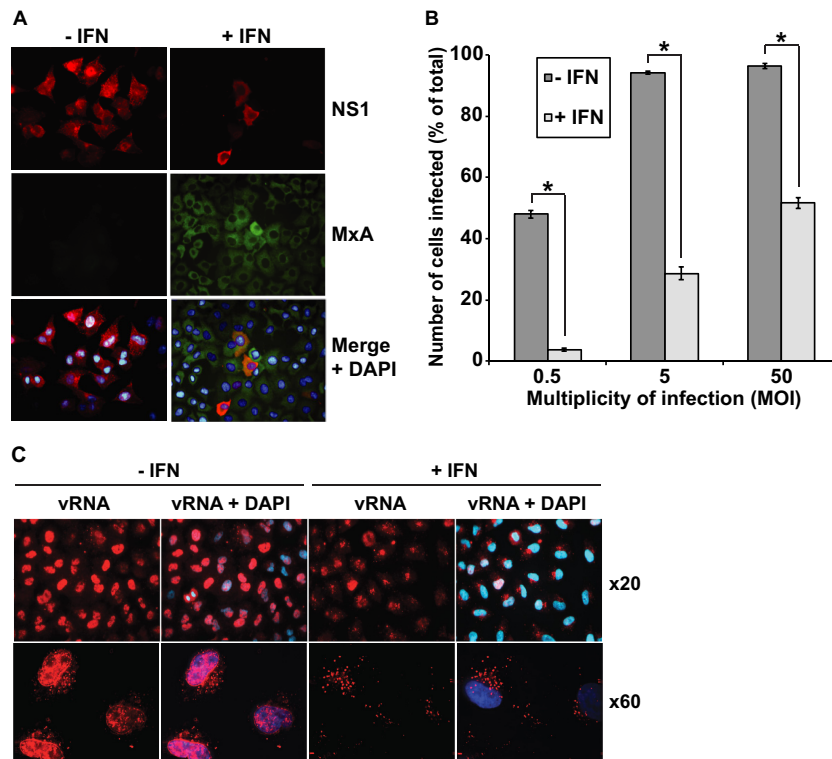 A
- IFN
+ IFN
NS1
MxA
Merge
+ DAPI
B
Number of cells infected (% of total)
100
80
60
40
20
0
- IFN
+ IFN
*
*
*
0.5
5
50
Multiplicity of infection (MOI)
C
- IFN
+ IFN
vRNA
vRNA + DAPI
vRNA
vRNA + DAPI
x20
x60